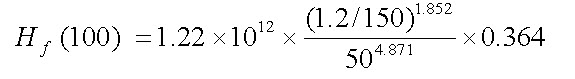 H_f (100) = 1.22 × 10^12 × (1.2/150)^1.852 / 50^4.871 × 0.364